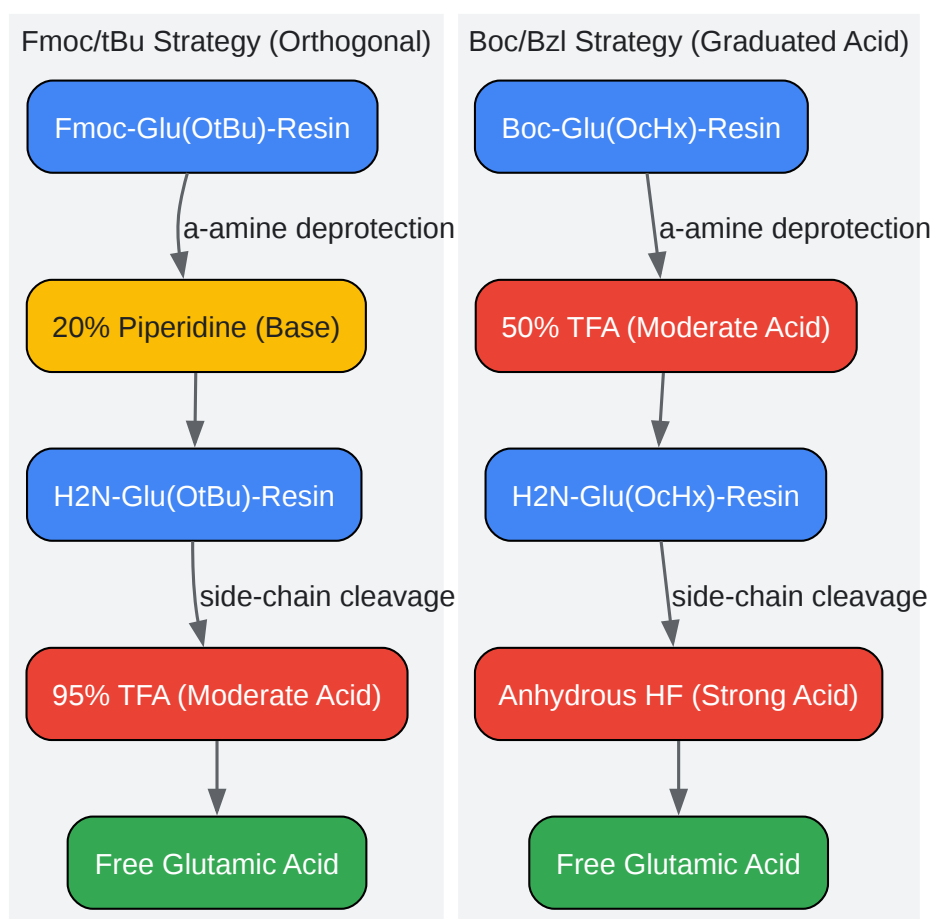 Fmoc/tBu Strategy (Orthogonal)
Fmoc-Glu(OtBu)-Resin
a-amine deprotection
20% Piperidine (Base)
H2N-Glu(OtBu)-Resin
side-chain cleavage
95% TFA (Moderate Acid)
Free Glutamic Acid
Boc/Bzl Strategy (Graduated Acid)
Boc-Glu(OcHx)-Resin
a-amine deprotection
50% TFA (Moderate Acid)
H2N-Glu(OcHx)-Resin
side-chain cleavage
Anhydrous HF (Strong Acid)
Free Glutamic Acid